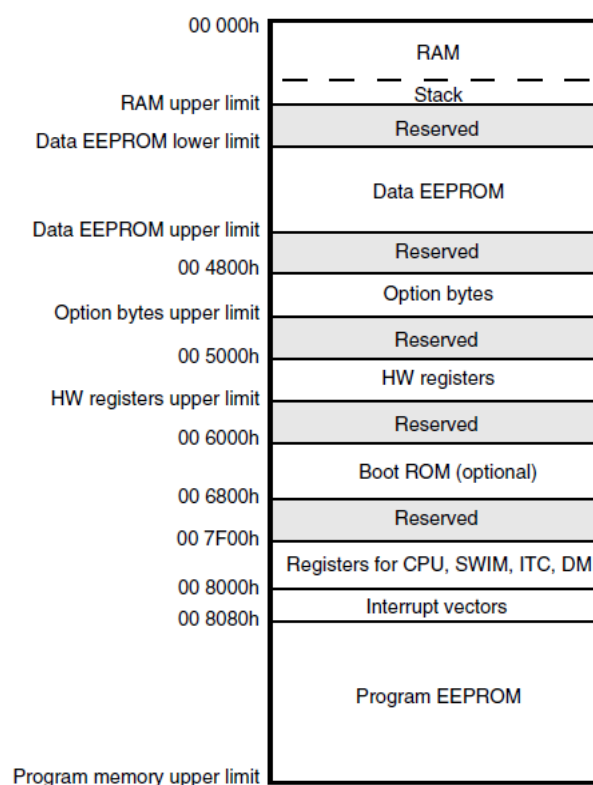 00 000h
RAM
Stack
RAM upper limit
Reserved
Data EEPROM lower limit
Data EEPROM
Data EEPROM upper limit
Reserved
00 4800h
Option bytes
Option bytes upper limit
Reserved
00 5000h
HW registers
HW registers upper limit
Reserved
00 6000h
Boot ROM (optional)
00 6800h
Reserved
00 7F00h
Registers for CPU, SWIM, ITC, DM
00 8000h
Interrupt vectors
00 8080h
Program EEPROM
Program memory upper limit